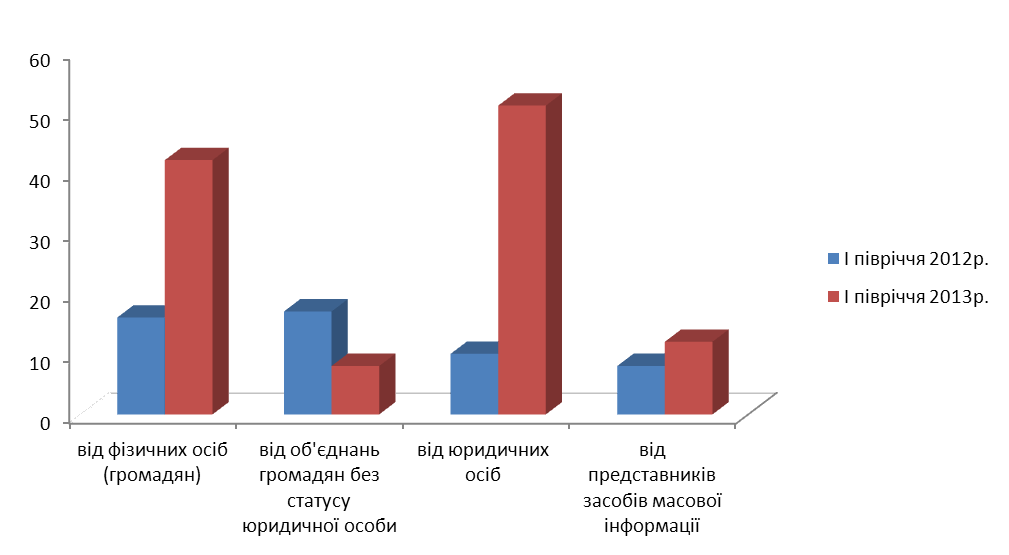 60
50
40
30
20
10
0
від фізичних осіб
(громадян)
від об'єднань
громадян без
статусу
юридичної особи
від юридичних
осіб
від
представників
засобів масової
інформації
І півріччя 2012р.
І півріччя 2013р.